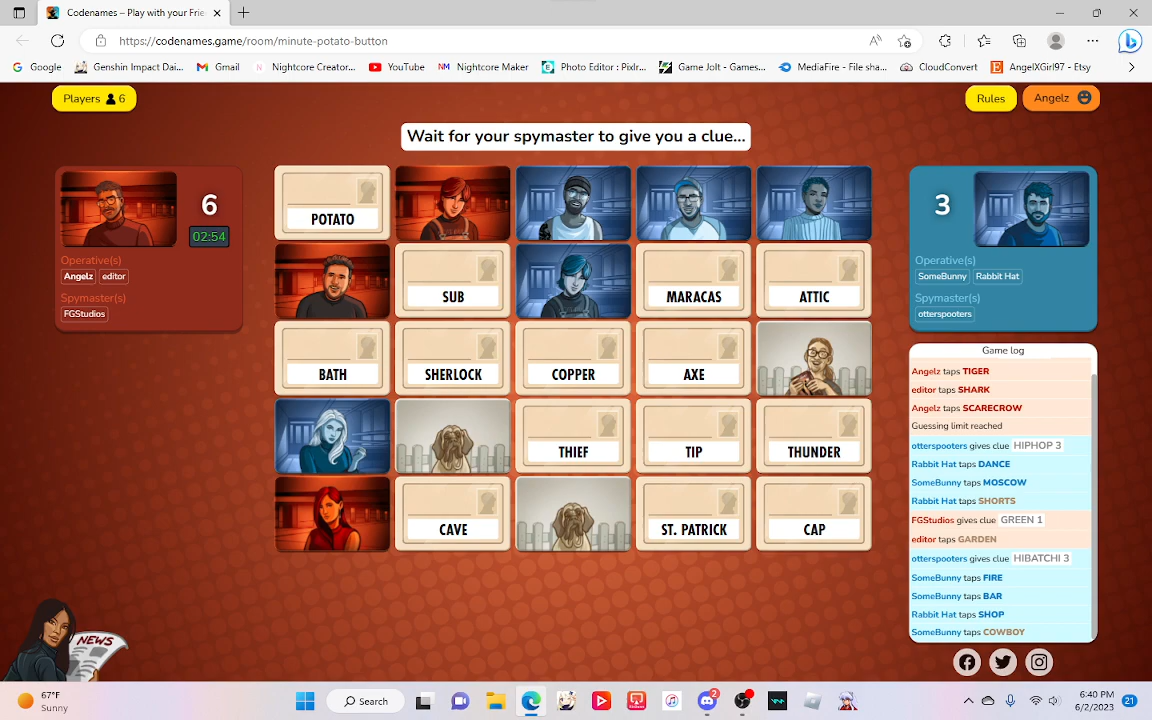 Codenames – Play with your Frie
https://codenames.game/room/minute-potato-button
Google
Genshin Impact Dai...
Gmail
Nightcore Creator...
YouTube
NM Nightcore Maker
Photo Editor : Pixlr...
Game Jolt - Games...
MediaFire - File sha...
CloudConvert
AngelXGirl97 - Etsy
Players 6
Rules
Angelz
Wait for your spymaster to give you a clue...
6
02:54
Operative(s)
Angelz editor
Spymaster(s)
FGStudios
POTATO
SUB MARACAS ATTIC
BATH SHERLOCK COPPER AXE
THIEF TIP THUNDER
CAVE ST. PATRICK CAP
3
Operative(s)
SomeBunny Rabbit Hat
Spymaster(s)
otterspooters
Game log
Angelz taps TIGER
editor taps SHARK
Angelz taps SCARECROW
Guessing limit reached
otterspooters gives clue HIPHOP 3
Rabbit Hat taps DANCE
SomeBunny taps MOSCOW
Rabbit Hat taps SHORTS
FGStudios gives clue GREEN 1
editor taps GARDEN
otterspooters gives clue HIBATCHI 3
SomeBunny taps FIRE
SomeBunny taps BAR
Rabbit Hat taps SHOP
SomeBunny taps COWBOY
NEWS
67°F
Sunny
Search
2
6:40 PM
6/2/2023
21